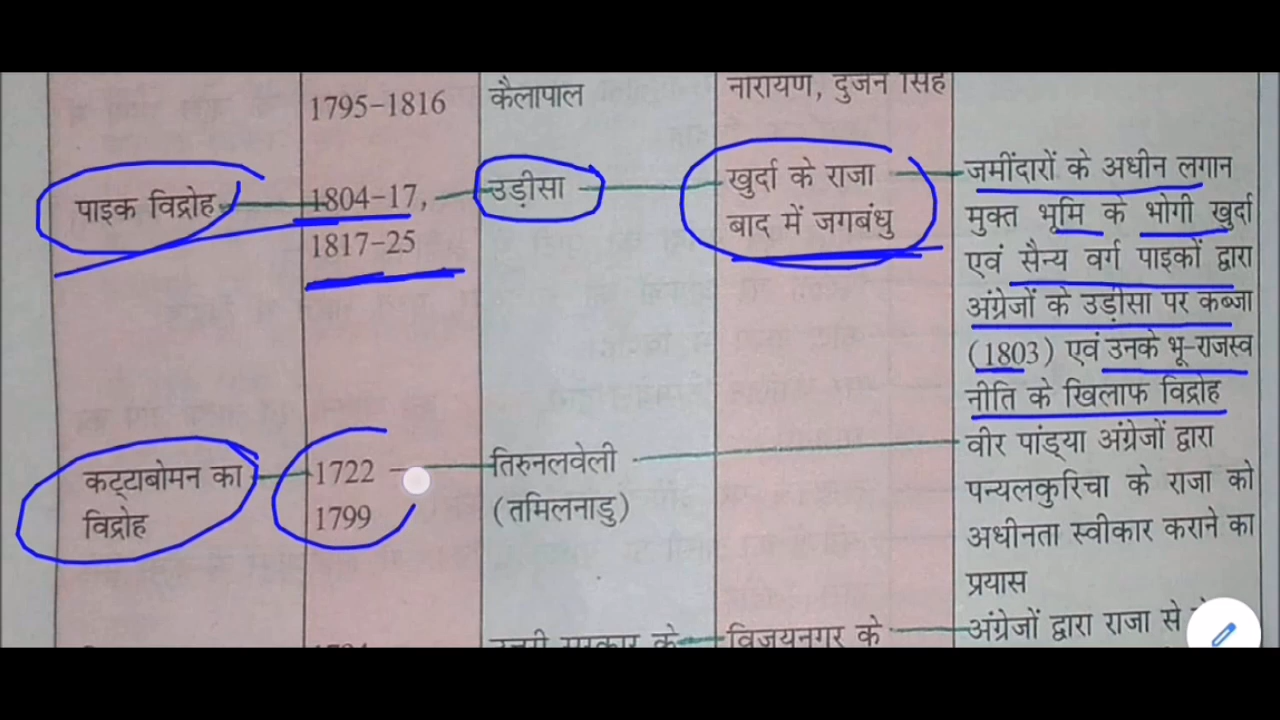 1795-1816 कैलापाल नारायण, दुर्जन सिंह
पाइक विद्रोह 1804-17, उड़ीसा खुर्दा के राजा जमींदारों के अधीन लगान
1817-25 बाद में जगबंधु मुक्त भूमि के भोगी खुर्दा
एवं सैन्य वर्ग पाइकों द्वारा
अंग्रेजों के उड़ीसा पर कब्जा
(1803) एवं उनके भू-राजस्व
नीति के खिलाफ विद्रोह
कट्टाबोमन का 1722 तिरुनलवेली वीर पांड्या अंग्रेजों द्वारा
विद्रोह 1799 (तमिलनाडु) पन्यलकुरिचा के राजा को
अधीनता स्वीकार कराने का
प्रयास
विजयनगर के अंग्रेजों द्वारा राजा से